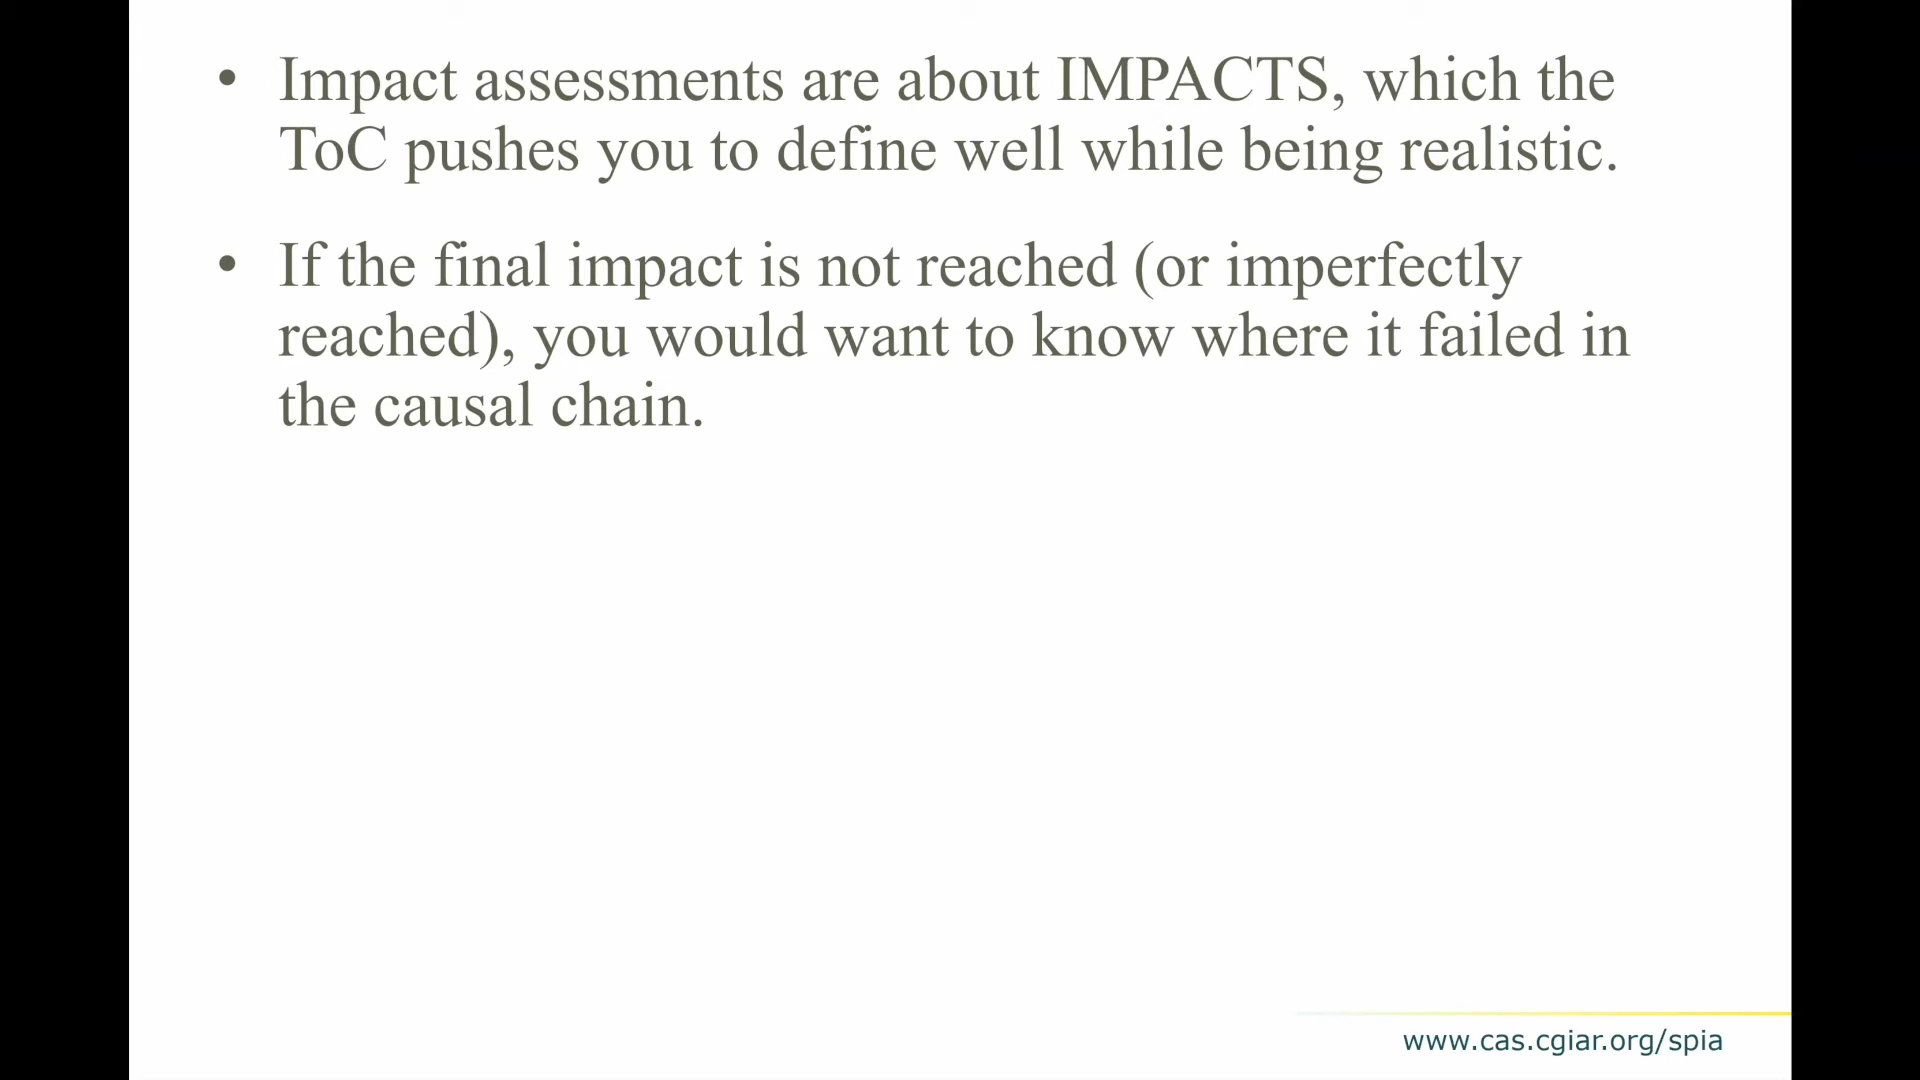 • Impact assessments are about IMPACTS, which the
ToC pushes you to define well while being realistic.
• If the final impact is not reached (or imperfectly
reached), you would want to know where it failed in
the causal chain.
www.cas.cgiar.org/spia